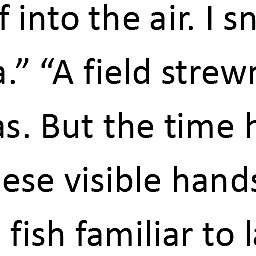 f into the air. I sn
a.” “A field strewn
as. But the time h
ese visible hands
fish familiar to la